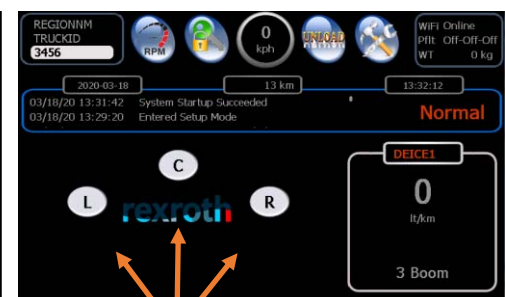 REGIONNM
TRUCKID
3456
RPM
0
kph
UNLOAD
WiFi Online
Pflt Off-Off-Off
WT 0 kg
2020-03-18
13 km
13:32:12
03/18/20 13:31:42 System Startup Succeeded
03/18/20 13:29:20 Entered Setup Mode
Normal
C
L
rexroth
R
DEICE1
0
lt/km
3 Boom